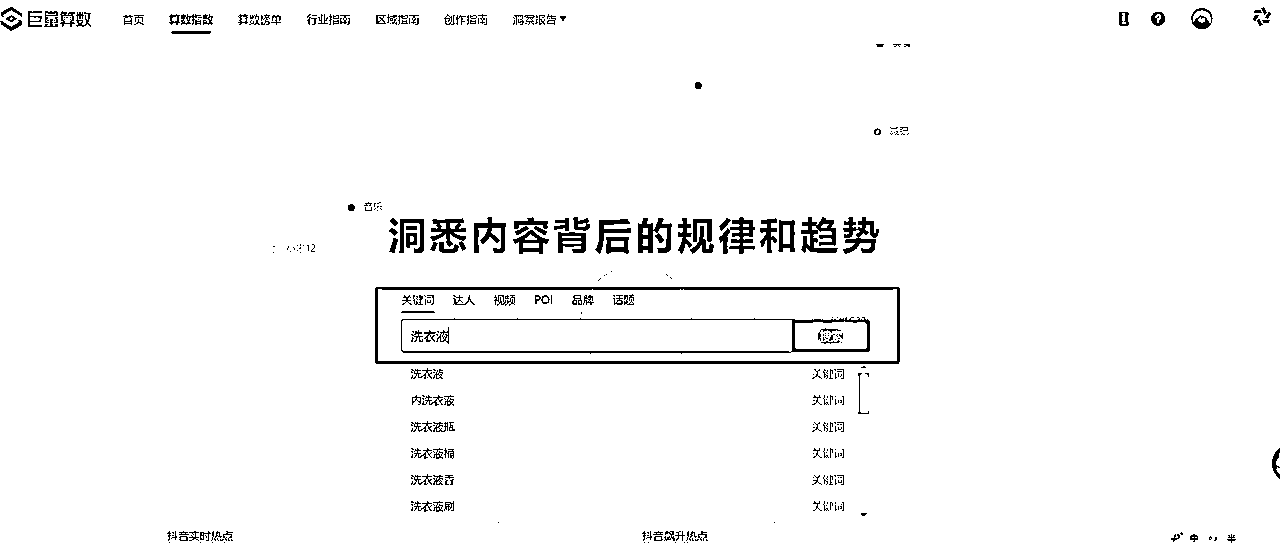 巨量算数 首页 算数指数 算数榜单 行业指南 区域指南 创作指南 洞察报告
音乐
洞悉内容背后的规律和趋势
关键词 达人 视频 POI 品牌 话题
洗衣液 搜索
洗衣液 关键词
内洗衣液 关键词
洗衣液瓶 关键词
洗衣液桶 关键词
洗衣液香 关键词
洗衣液刷 关键词
抖音实时热点 抖音飙升热点
中 半